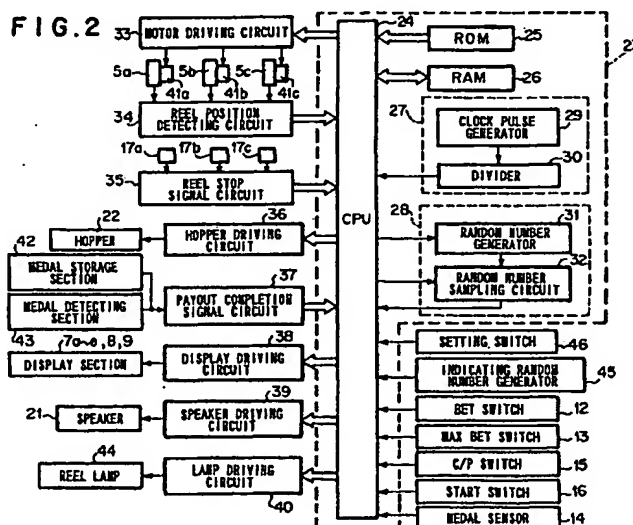 FIG.2
33
MOTOR DRIVING CIRCUIT
5a
5b
5c
41a
41b
41c
34
REEL POSITION DETECTING CIRCUIT
17a
17b
17c
35
REEL STOP SIGNAL CIRCUIT
22
HOPPER
36
HOPPER DRIVING CIRCUIT
42
MEDAL STORAGE SECTION
MEDAL DETECTING SECTION
43
37
PAYOUT COMPLETION SIGNAL CIRCUIT
7a~e,8,9
DISPLAY SECTION
38
DISPLAY DRIVING CIRCUIT
21
SPEAKER
39
SPEAKER DRIVING CIRCUIT
44
REEL LAMP
LAMP DRIVING CIRCUIT
40
24
CPU
ROM
25
RAM
26
27
CLOCK PULSE GENERATOR
29
DIVIDER
30
28
RANDOM NUMBER GENERATOR
31
RANDOM NUMBER SAMPLING CIRCUIT
32
SETTING SWITCH
46
INDICATING RANDOM NUMBER GENERATOR
45
BET SWITCH
12
MAX BET SWITCH
13
C/P SWITCH
15
START SWITCH
16
MEDAL SENSOR
14